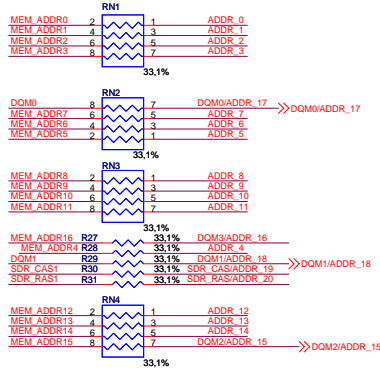 RN1
MEM_ADDR0 2 1 ADDR_0
MEM_ADDR1 4 3 ADDR_1
MEM_ADDR2 6 5 ADDR_2
MEM_ADDR3 8 7 ADDR_3
33,1%
RN2
DQM0 8 7 DQM0/ADDR_17 DQM0/ADDR_17
MEM_ADDR7 6 5 ADDR_7
MEM_ADDR6 4 3 ADDR_6
MEM_ADDR5 2 1 ADDR_5
33,1%
RN3
MEM_ADDR8 2 1 ADDR_8
MEM_ADDR9 4 3 ADDR_9
MEM_ADDR10 6 5 ADDR_10
MEM_ADDR11 8 7 ADDR_11
33,1%
MEM_ADDR16 R27 33,1% DQM3/ADDR_16
MEM_ADDR4 R28 33,1% ADDR_4
DQM1 R29 33,1% DQM1/ADDR_18 DQM1/ADDR_18
SDR_CAS1 R30 33,1% SDR_CAS/ADDR_19
SDR_RAS1 R31 33,1% SDR_RAS/ADDR_20
RN4
MEM_ADDR12 2 1 ADDR_12
MEM_ADDR13 4 3 ADDR_13
MEM_ADDR14 6 5 ADDR_14
MEM_ADDR15 8 7 DQM2/ADDR_15 DQM2/ADDR_15
33,1%